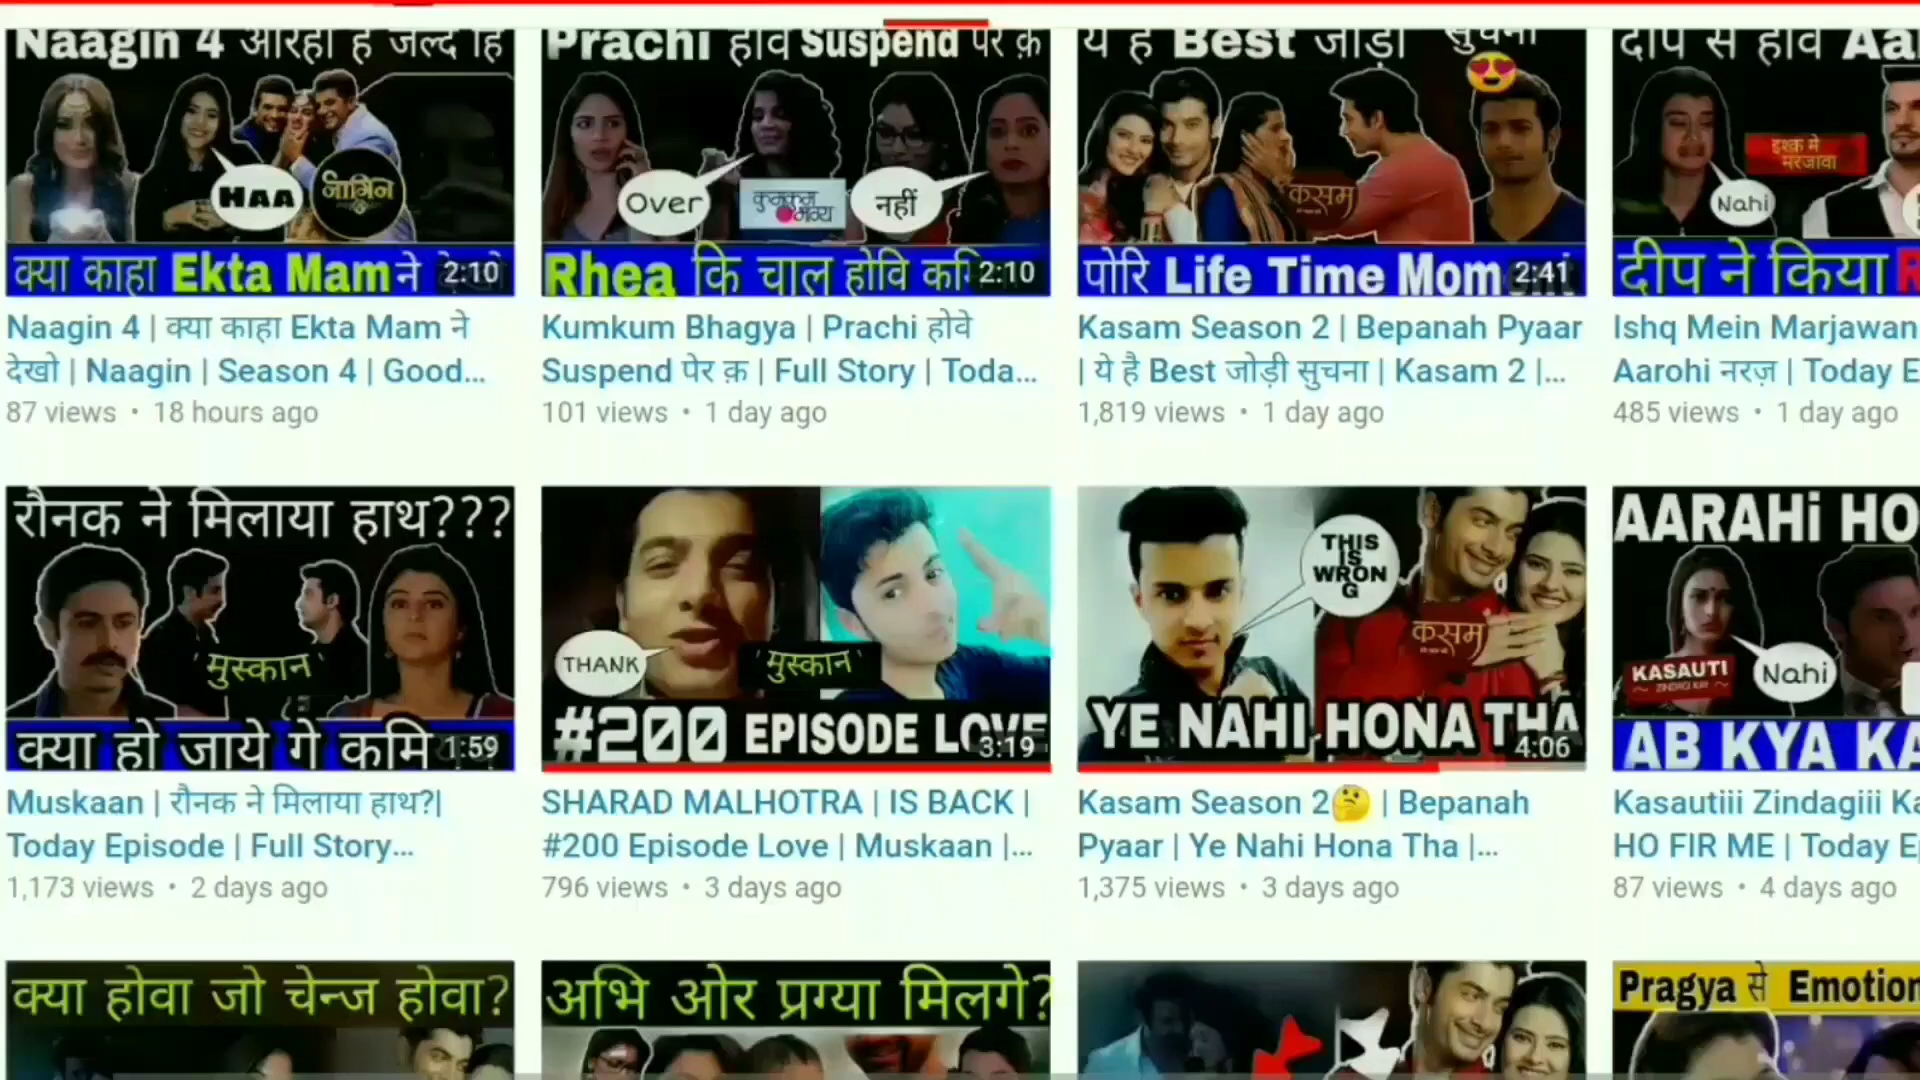 Naagin 4 आरहा है जल्द हि
HAA
नागिन
क्या काहा Ekta Mam ने
2:10
Naagin 4 | क्या काहा Ekta Mam ने
देखो | Naagin | Season 4 | Good...
87 views • 18 hours ago
Prachi होवे Suspend पेर क़
Over
कुमकुम भाग्य
नहीं
Rhea कि चाल होवि
2:10
Kumkum Bhagya | Prachi होवे
Suspend पेर क़ | Full Story | Toda...
101 views • 1 day ago
ये है Best जोड़ी सुचना
कसम
पोरि Life Time Mom
2:41
Kasam Season 2 | Bepanah Pyaar
| ये है Best जोड़ी सुचना | Kasam 2 |...
1,819 views • 1 day ago
दीप से होवे Aa
इश्क़ में
मरजावां
Nahi
दीप ने किया R
Ishq Mein Marjawan
Aarohi नरज़ | Today E
485 views • 1 day ago
रौनक ने मिलाया हाथ???
मुस्कान
क्या हो जाये गे कमि
1:59
Muskaan | रौनक ने मिलाया हाथ?|
Today Episode | Full Story...
1,173 views • 2 days ago
THANK
मुस्कान
#200 EPISODE LOVE
3:19
SHARAD MALHOTRA | IS BACK |
#200 Episode Love | Muskaan |...
796 views • 3 days ago
THIS
IS
WRON
G
कसम
YE NAHI HONA THA
4:06
Kasam Season 2🤔 | Bepanah
Pyaar | Ye Nahi Hona Tha |...
1,375 views • 3 days ago
AARAHi HO
KASAUTI
ZINDAGII KAY
Nahi
AB KYA KA
Kasautiii Zindagiii Ka
HO FIR ME | Today E
87 views • 4 days ago
क्या होवा जो चेन्ज होवा?
अभि ओर प्रग्या मिलगे?
Pragya से Emotion